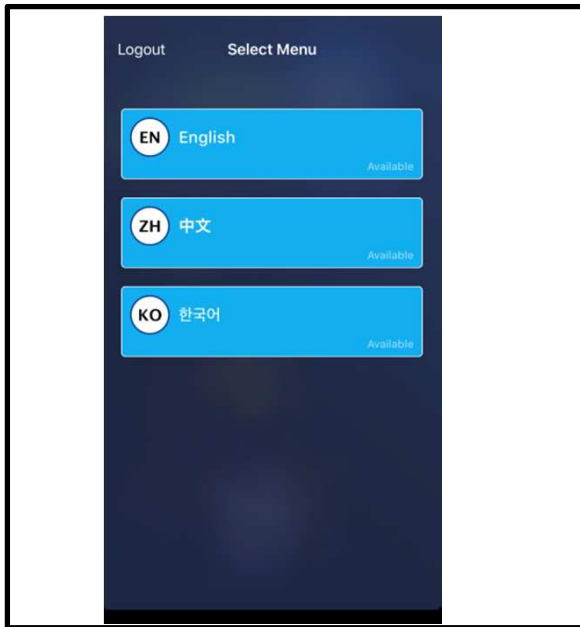 Logout Select Menu
EN English
Available
ZH 中文
Available
KO 한국어
Available